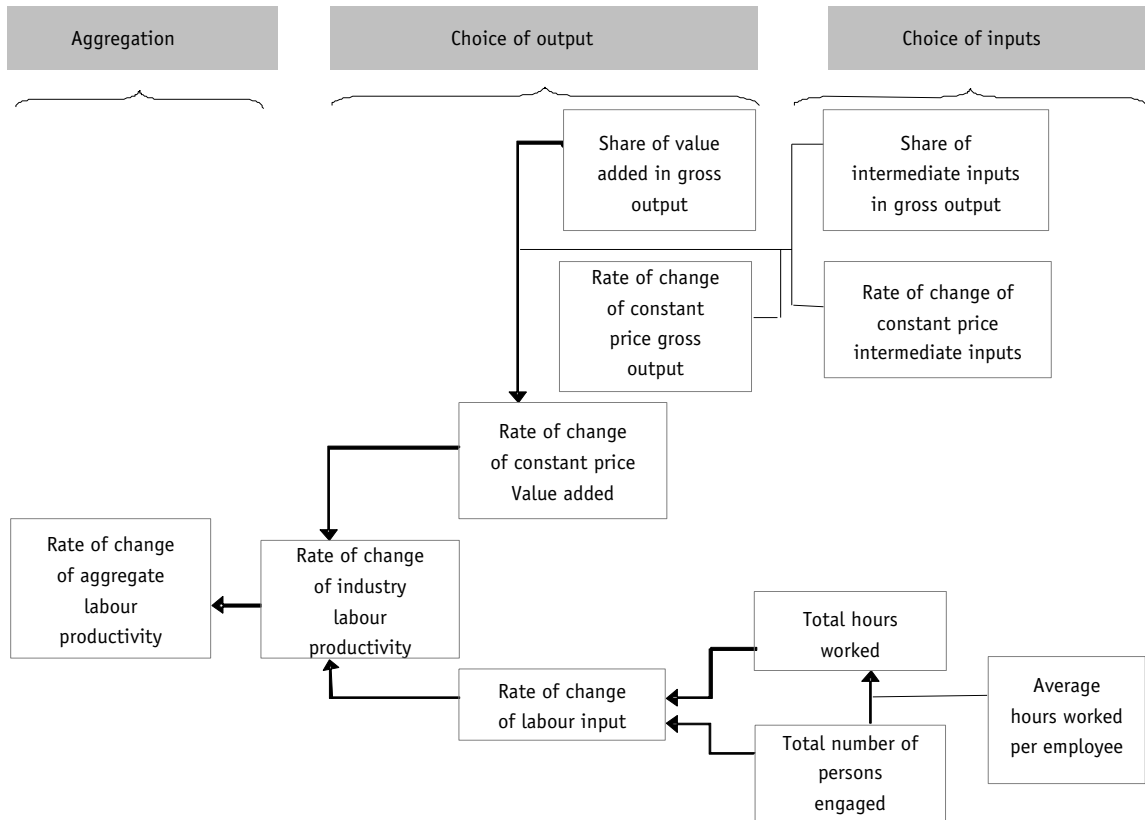 Aggregation
Choice of output
Choice of inputs
Share of value
added in gross
output
Share of
intermediate inputs
in gross output
Rate of change
of constant
price gross
output
Rate of change of
constant price
intermediate inputs
Rate of change
of constant price
Value added
Rate of change
of aggregate
labour
productivity
Rate of change
of industry
labour
productivity
Total hours
worked
Rate of change
of labour input
Average
hours worked
per employee
Total number of
persons
engaged